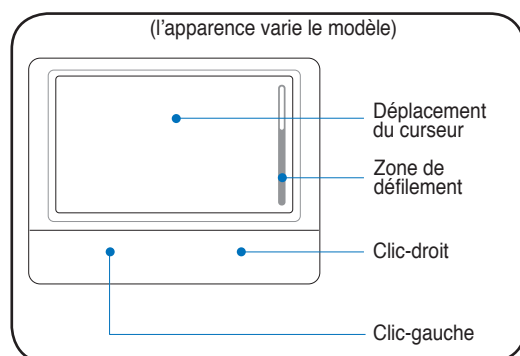 (l'apparence varie le modèle)
Déplacement
du curseur
Zone de
défilement
Clic-droit
Clic-gauche